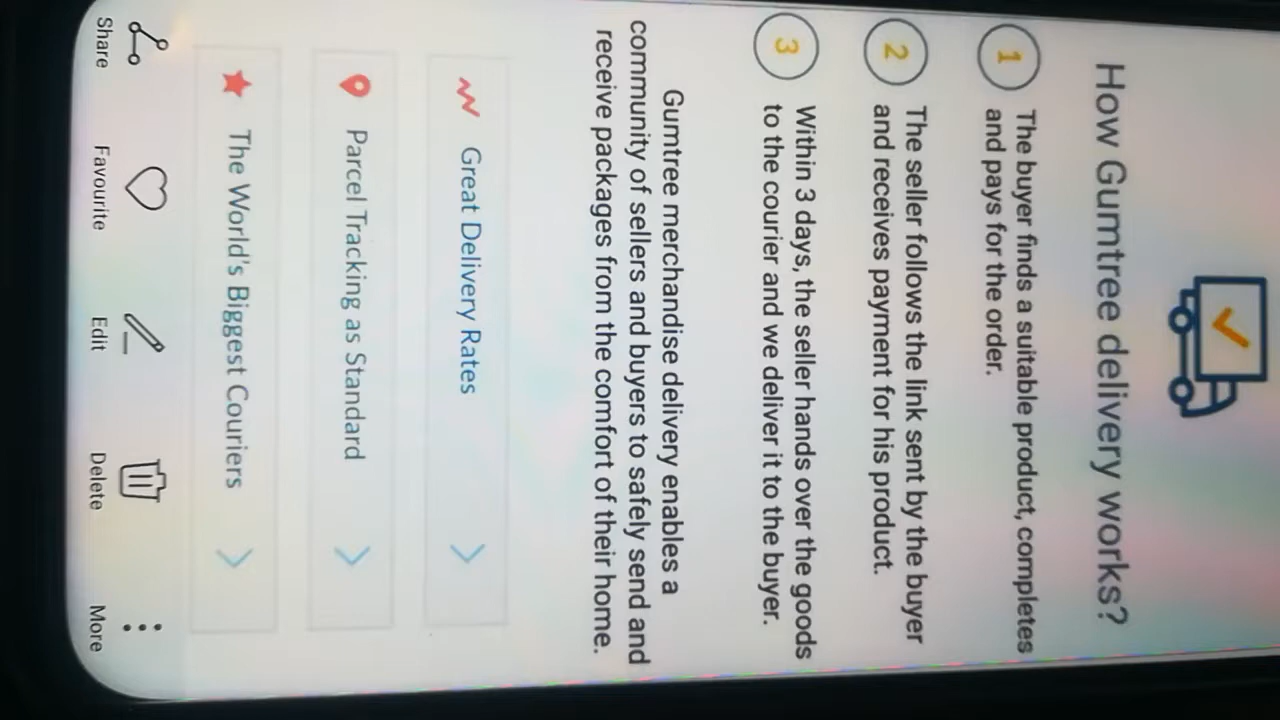 How Gumtree delivery works?
1
The buyer finds a suitable product, completes
and pays for the order.
2
The seller follows the link sent by the buyer
and receives payment for his product.
3
Within 3 days, the seller hands over the goods
to the courier and we deliver it to the buyer.
Gumtree merchandise delivery enables a
community of sellers and buyers to safely send and
receive packages from the comfort of their home.
Great Delivery Rates
Parcel Tracking as Standard
The World's Biggest Couriers
Share Favourite Edit Delete More